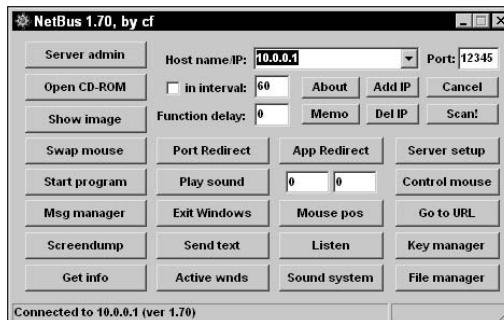 NetBus 1.70, by cf
Server admin Host name/IP: 10.0.0.1 Port: 12345
Open CD-ROM in interval: 60 About Add IP Cancel
Show image Function delay: 0 Memo Del IP Scan!
Swap mouse Port Redirect App Redirect Server setup
Start program Play sound 0 0 Control mouse
Msg manager Exit Windows Mouse pos Go to URL
Screendump Send text Listen Key manager
Get info Active wnds Sound system File manager
Connected to 10.0.0.1 (ver 1.70)